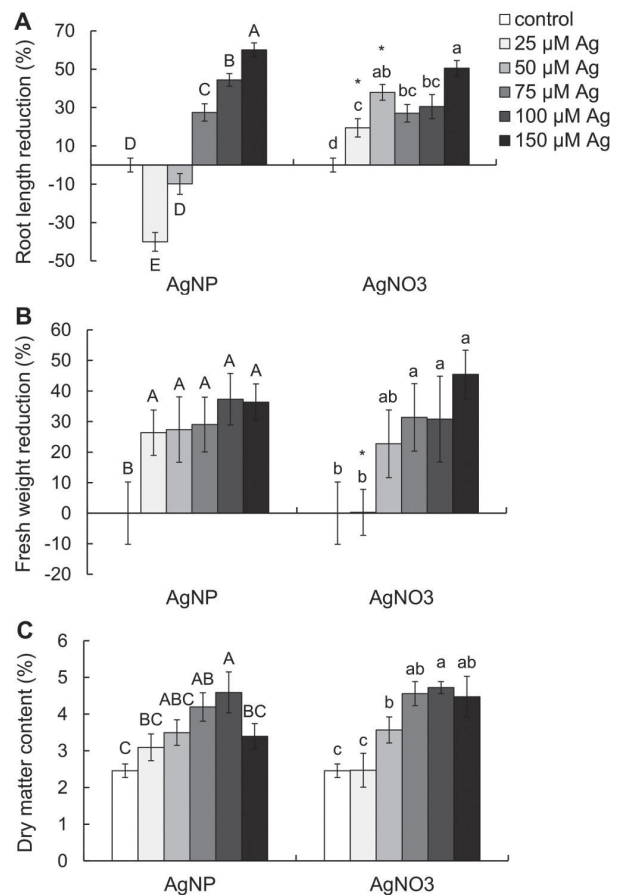 A
Root length reduction (%)
70
50
30
10
-10
-30
-50
D
E
D
C
B
A
d
*
c
*
ab
bc
bc
a
AgNP
AgNO3
control
25 µM Ag
50 µM Ag
75 µM Ag
100 µM Ag
150 µM Ag
B
Fresh weight reduction (%)
60
50
40
30
20
10
0
-10
-20
B
A
A
A
A
A
b
*
b
ab
a
a
a
AgNP
AgNO3
C
Dry matter content (%)
6
5
4
3
2
1
0
C
BC
ABC
AB
A
BC
c
c
b
ab
a
ab
AgNP
AgNO3